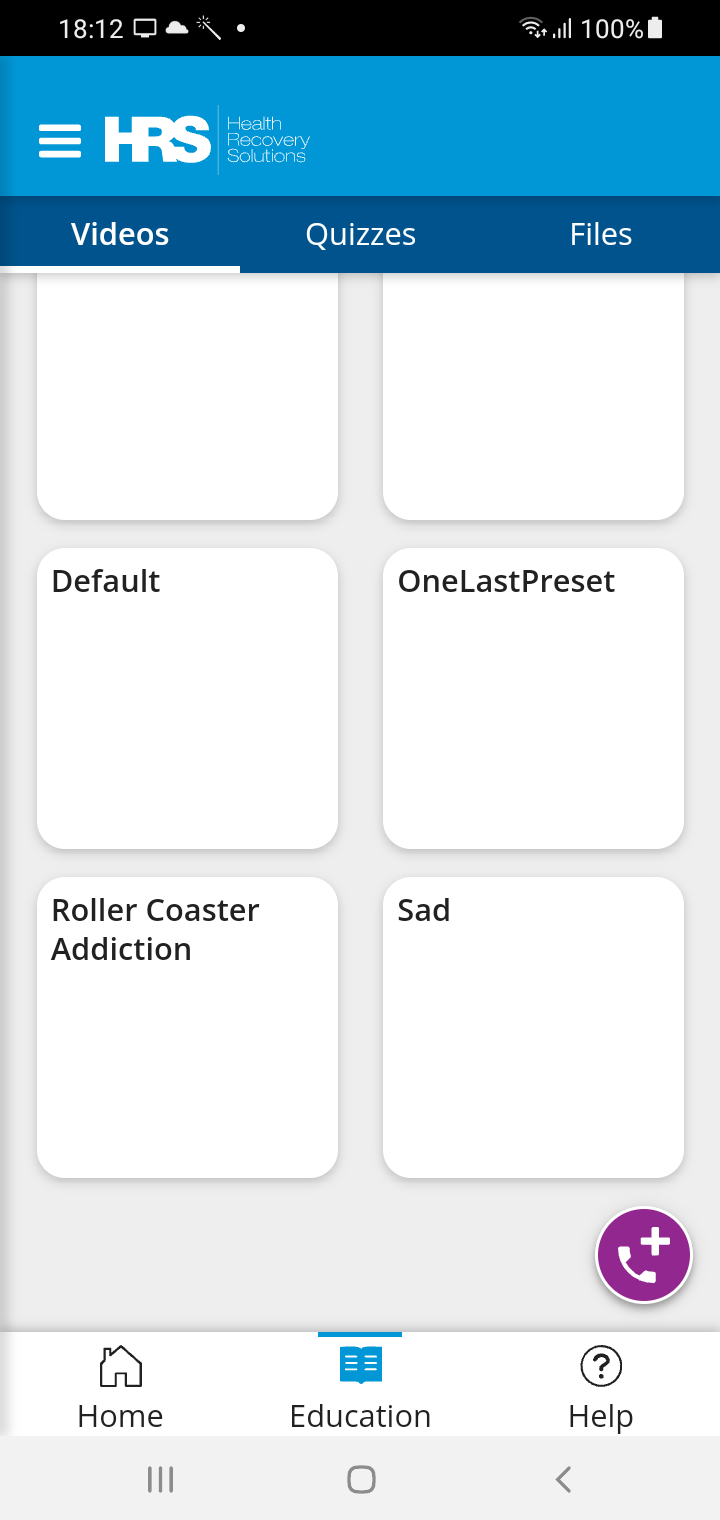 18:12
100%
HRS
Health
Recovery
Solutions
Videos
Quizzes
Files
Default
OneLastPreset
Roller Coaster
Addiction
Sad
Home
Education
Help